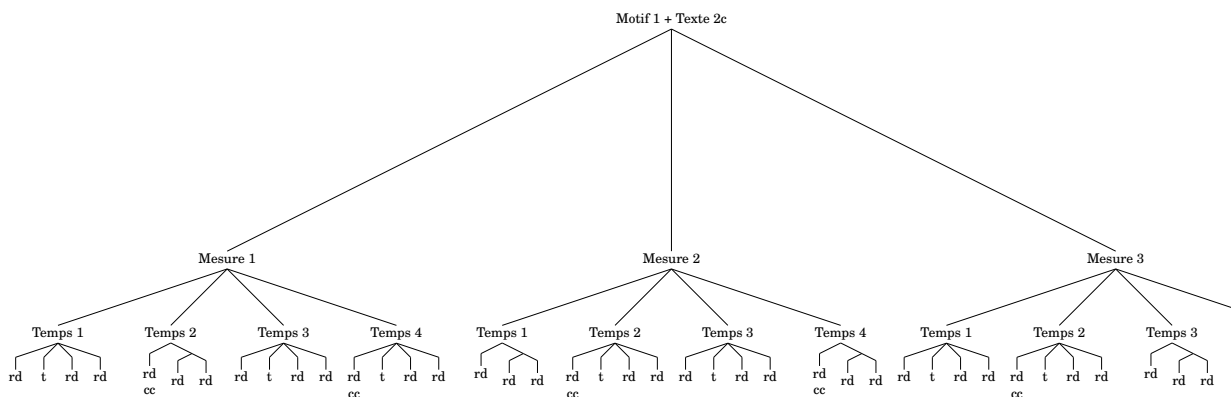 Motif 1 + Texte 2c
Mesure 1 Mesure 2 Mesure 3
Temps 1 Temps 2 Temps 3 Temps 4 Temps 1 Temps 2 Temps 3 Temps 4 Temps 1 Temps 2 Temps 3
rd t rd rd rd rd rd rd t rd rd rd t rd rd rd rd rd rd t rd rd rd t rd rd rd rd rd rd t rd rd rd t rd rd rd rd rd
cc cc cc cc cc